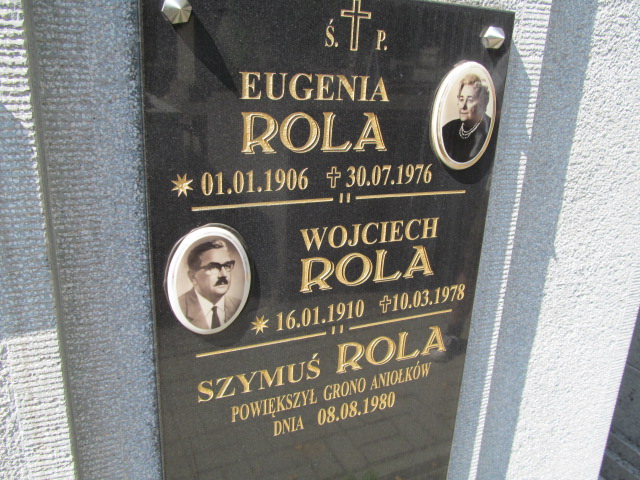 Ś. P.
EUGENIA
ROLA
01.01.1906 30.07.1976
WOJCIECH
ROLA
16.01.1910 10.03.1978
SZYMUŚ ROLA
POWIĘKSZYŁ GRONO ANIOŁKÓW
DNIA 08.08.1980